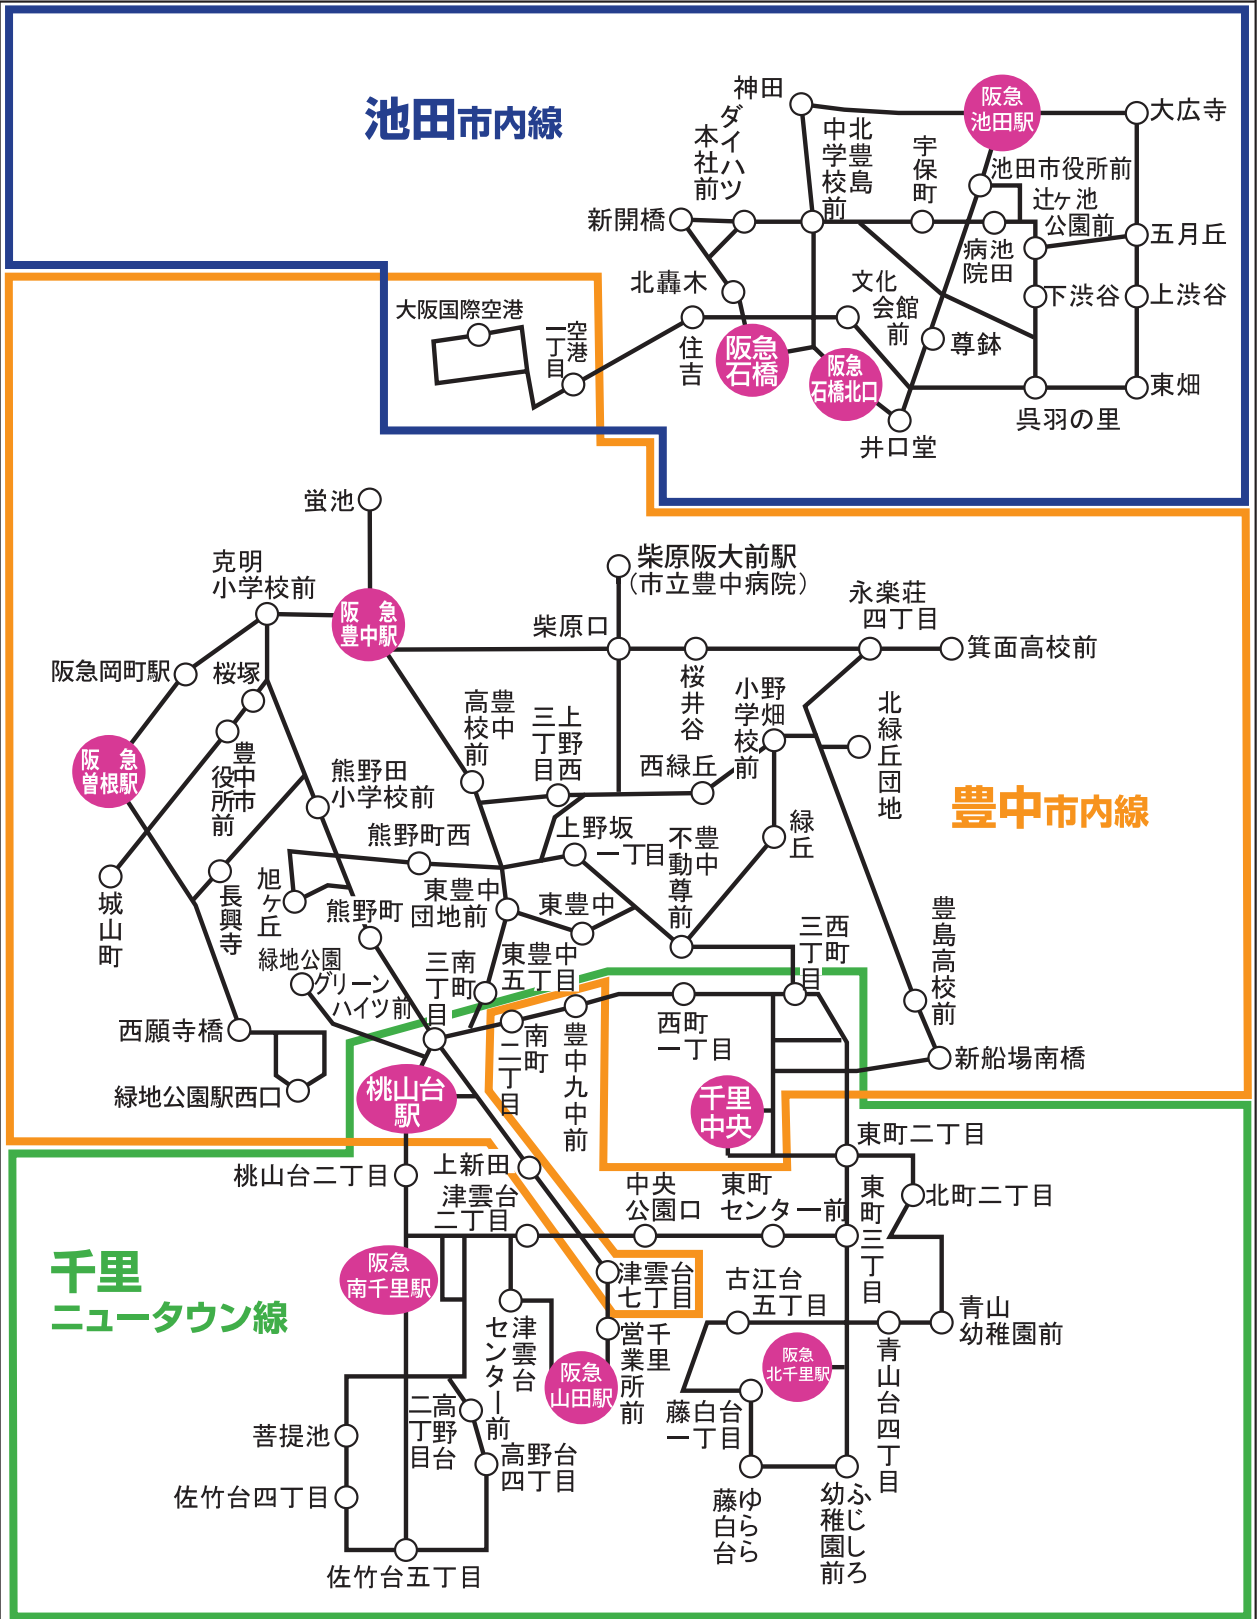 池田市内線
神田
ダイハツ
本社前
中学校前
北豊島
宇保町
阪急
池田駅
大広寺
池田市役所前
辻ヶ池
公園前
新開橋
五月丘
病院
池田
北轟木
文化
会館
前
下渋谷
上渋谷
大阪国際空港
空港
一丁目
住吉
阪急
石橋
阪急
石橋北口
尊鉢
東畑
呉羽の里
井口堂
蛍池
克明
小学校前
阪急
豊中駅
柴原阪大前駅
（市立豊中病院）
柴原口
永楽荘
四丁目
箕面高校前
阪急岡町駅
桜塚
桜井谷
小学校前
野畑
北緑丘団地
高校前
豊中
三丁目
上野西
西緑丘
阪急
曽根駅
豊中市
役所前
熊野田
小学校前
熊野町西
上野坂
一丁目
不動尊前
豊中
緑丘
豊中市内線
城山町
長興寺
旭ヶ丘
熊野町
東豊中
団地前
東豊中
三丁目
西町
豊島高校前
緑地公園
グリーン
ハイツ前
三丁目
南町
東豊中
五丁目
西願寺橋
緑地公園駅西口
二丁目
南町
豊中九中前
西町
一丁目
新船場南橋
桃山台
駅
千里
中央
東町二丁目
桃山台二丁目
上新田
津雲台
二丁目
中央
公園口
東町
センター前
東町三丁目
北町二丁目
千里
ニュータウン線
阪急
南千里駅
津雲台
七丁目
古江台
五丁目
青山
幼稚園前
津雲台
センター前
阪急
山田駅
千里
営業所前
阪急
北千里駅
青山台四丁目
菩提池
高野台
二丁目
高野台
四丁目
藤白台
一丁目
佐竹台四丁目
佐竹台五丁目
藤白台
ゆらら
幼稚園前
ふじしろ